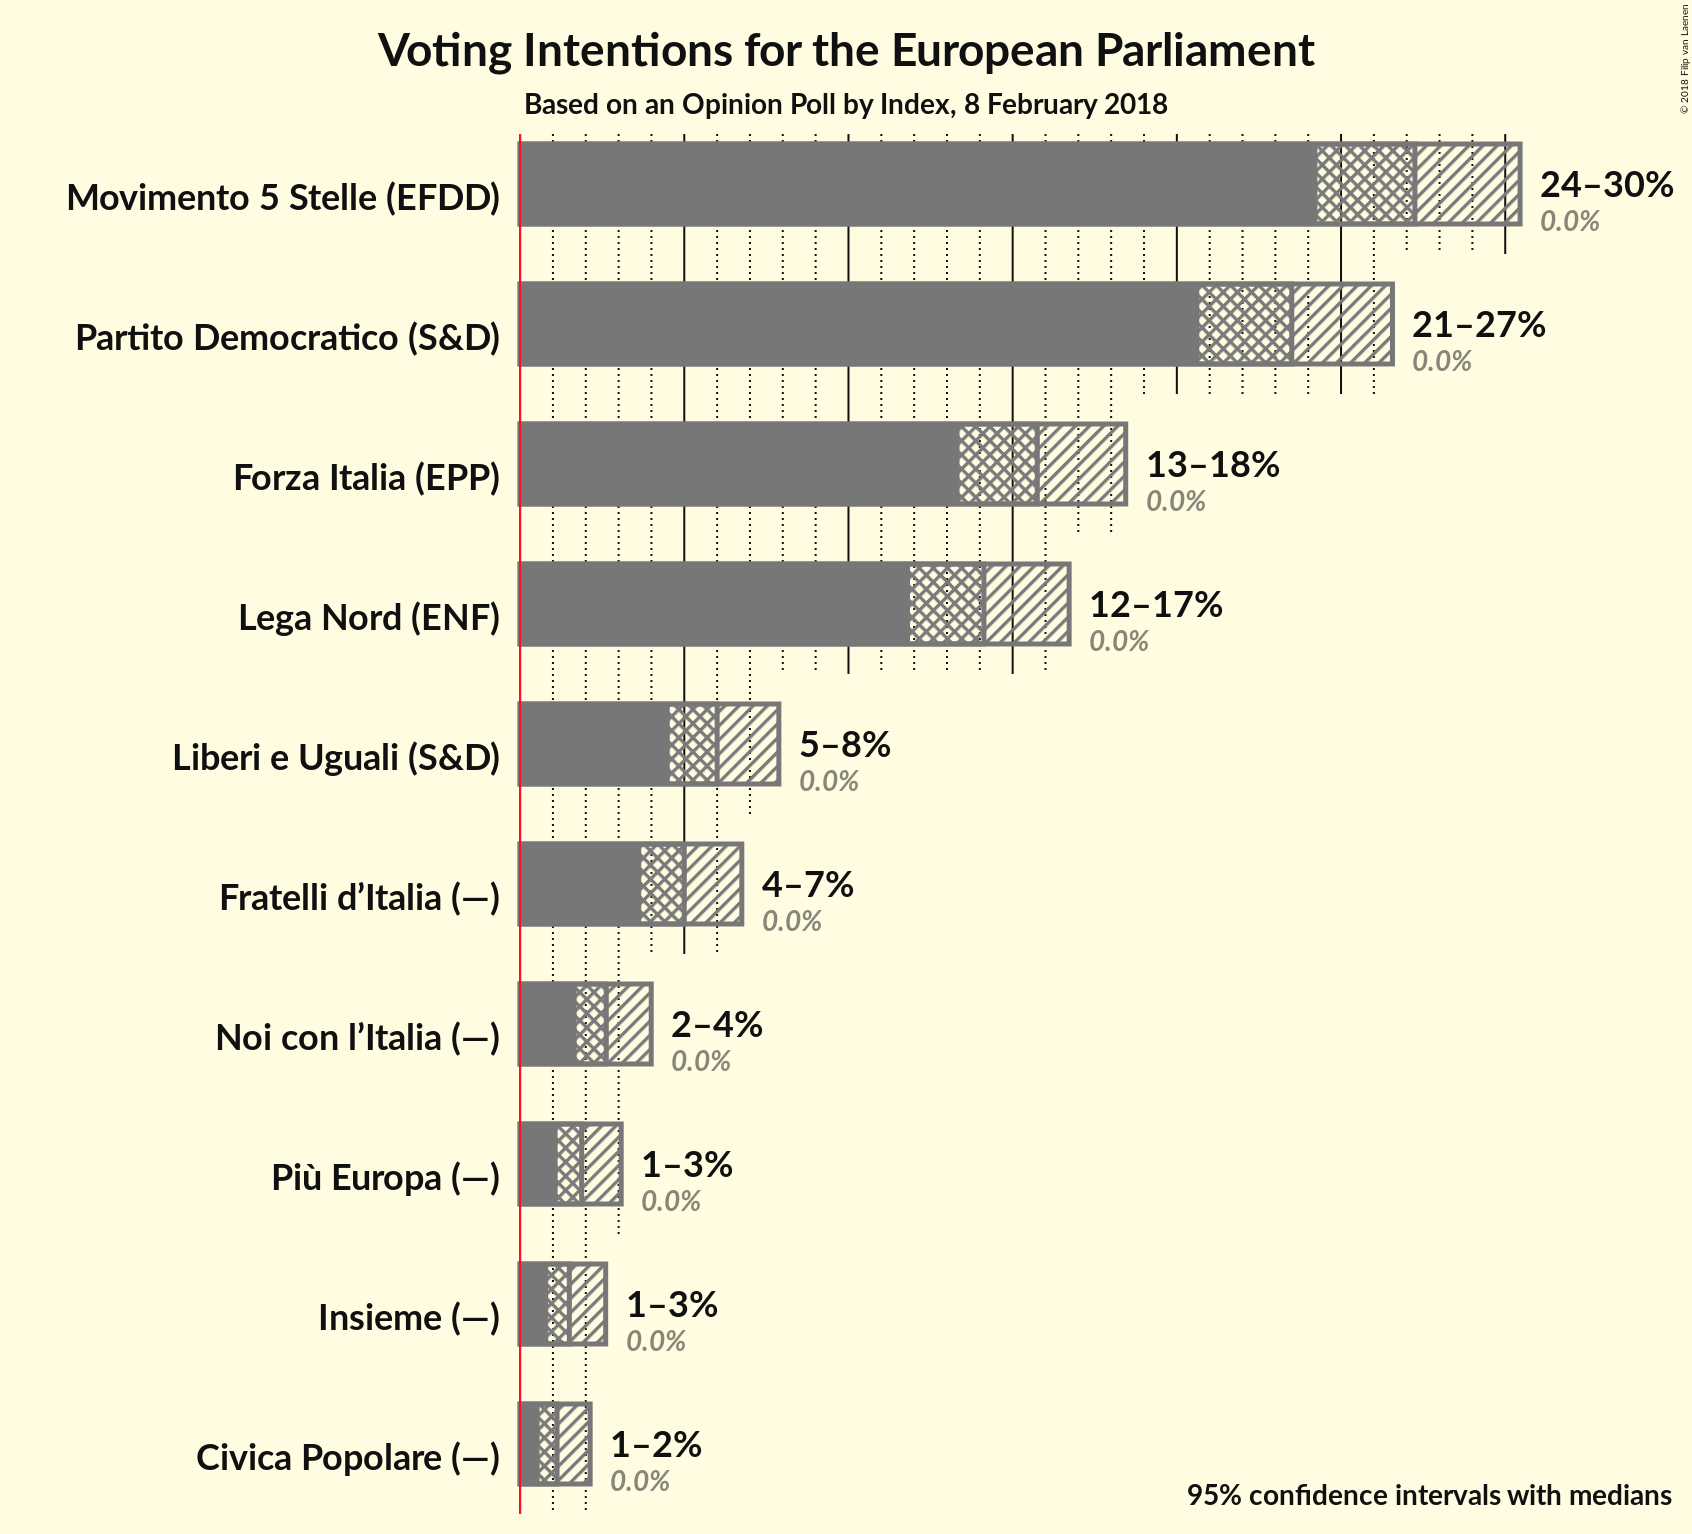 Voting Intentions for the European Parliament
Based on an Opinion Poll by Index, 8 February 2018
© 2018 Filip van Laenen
Movimento 5 Stelle (EFDD)
24–30%
0.0%
Partito Democratico (S&D)
21–27%
0.0%
Forza Italia (EPP)
13–18%
0.0%
Lega Nord (ENF)
12–17%
0.0%
Liberi e Uguali (S&D)
5–8%
0.0%
Fratelli d’Italia (—)
4–7%
0.0%
Noi con l’Italia (—)
2–4%
0.0%
Più Europa (—)
1–3%
0.0%
Insieme (—)
1–3%
0.0%
Civica Popolare (—)
1–2%
0.0%
95% confidence intervals with medians